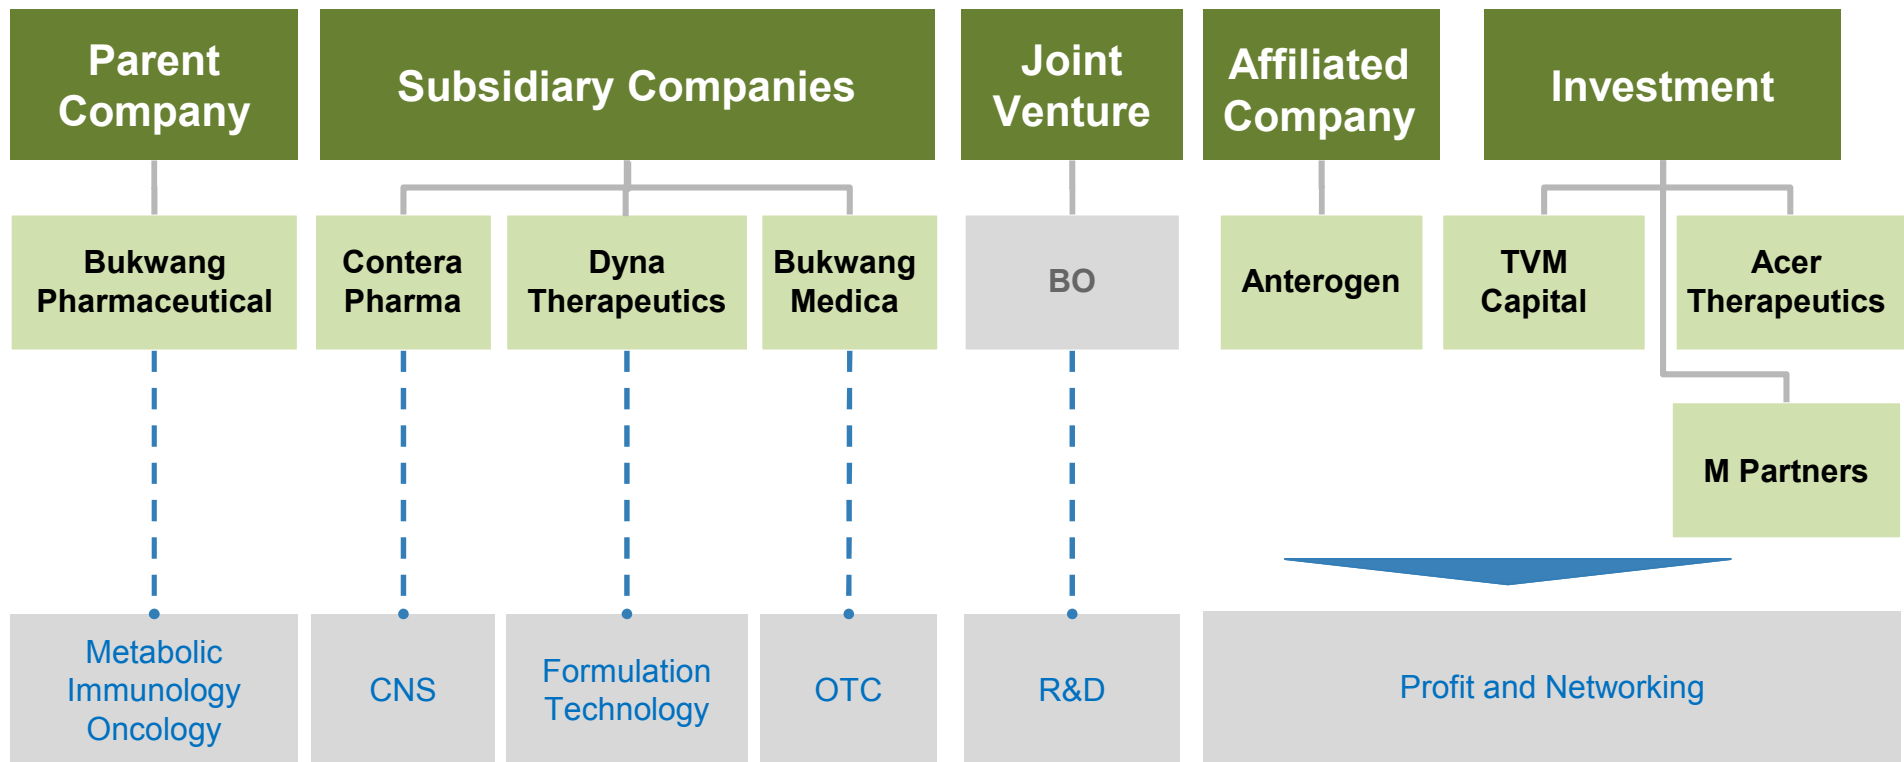 Parent
Company
Subsidiary Companies
Joint
Venture
Affiliated
Company
Investment
Bukwang
Pharmaceutical
Contera
Pharma
Dyna
Therapeutics
Bukwang
Medica
BO
Anterogen
TVM
Capital
Acer
Therapeutics
M Partners
Metabolic
Immunology
Oncology
CNS
Formulation
Technology
OTC
R&D
Profit and Networking